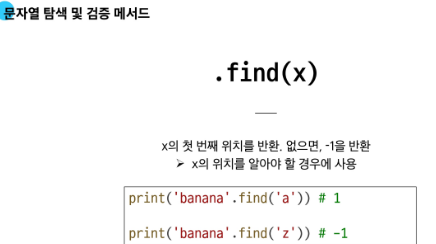 문자열 탐색 및 검증 메서드
.find(x)
x의 첫 번째 위치를 반환. 없으면, -1을 반환
➢ x의 위치를 알아야 할 경우에 사용
print('banana'.find('a')) # 1
print('banana'.find('z')) # -1